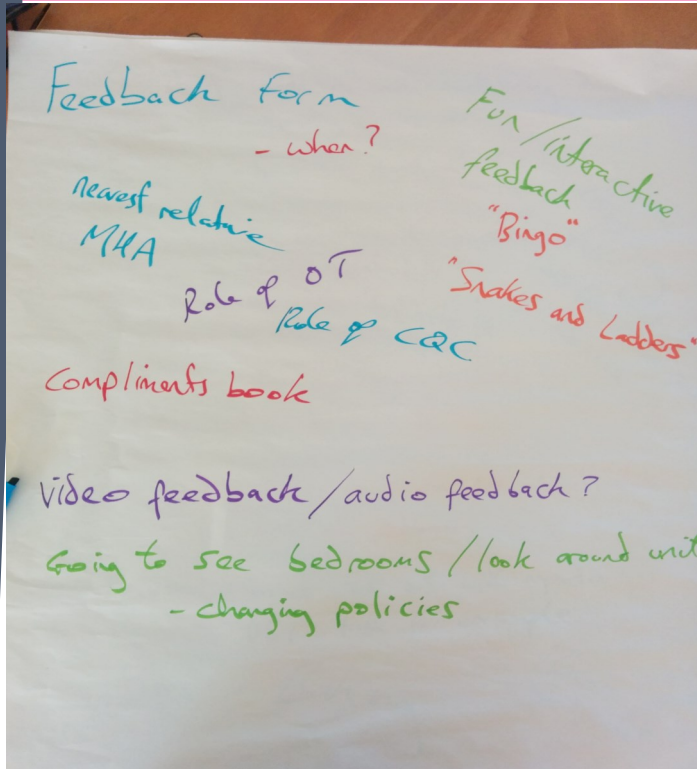 Feedback form
- when?
Fun/interactive
feedback
"Bingo"
"Snakes and Ladders"
nearest relative
MHA
Role of OT
Role of CQC
Compliments book
Video feedback/audio feedback?
Going to see bedrooms/look around unit
- changing policies